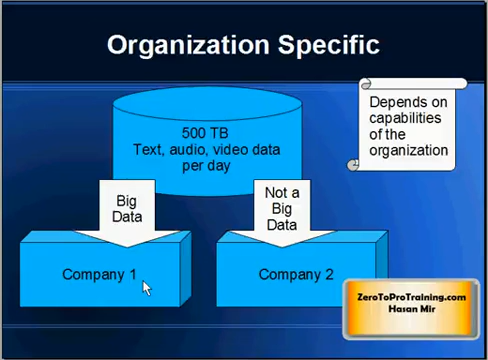 Organization Specific
500 TB
Text, audio, video data
per day
Depends on
capabilities
of the
organization
Big
Data
Not a
Big
Data
Company 1
Company 2
ZeroToProTraining.com
Hasan Mir